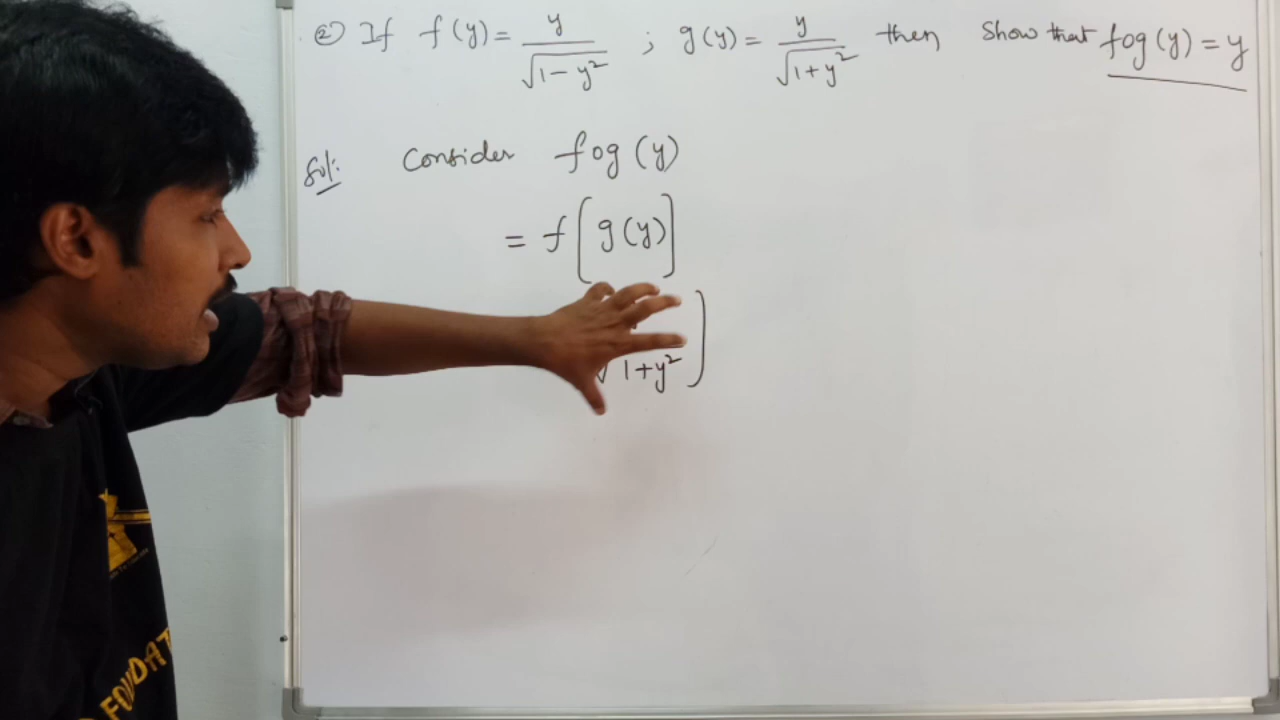 ② If f(y) = y/√(1-y²) ; g(y) = y/√(1+y²) then Show that fog(y) = y
Sol: Consider fog(y)
= f[g(y)]
√1+y² ]